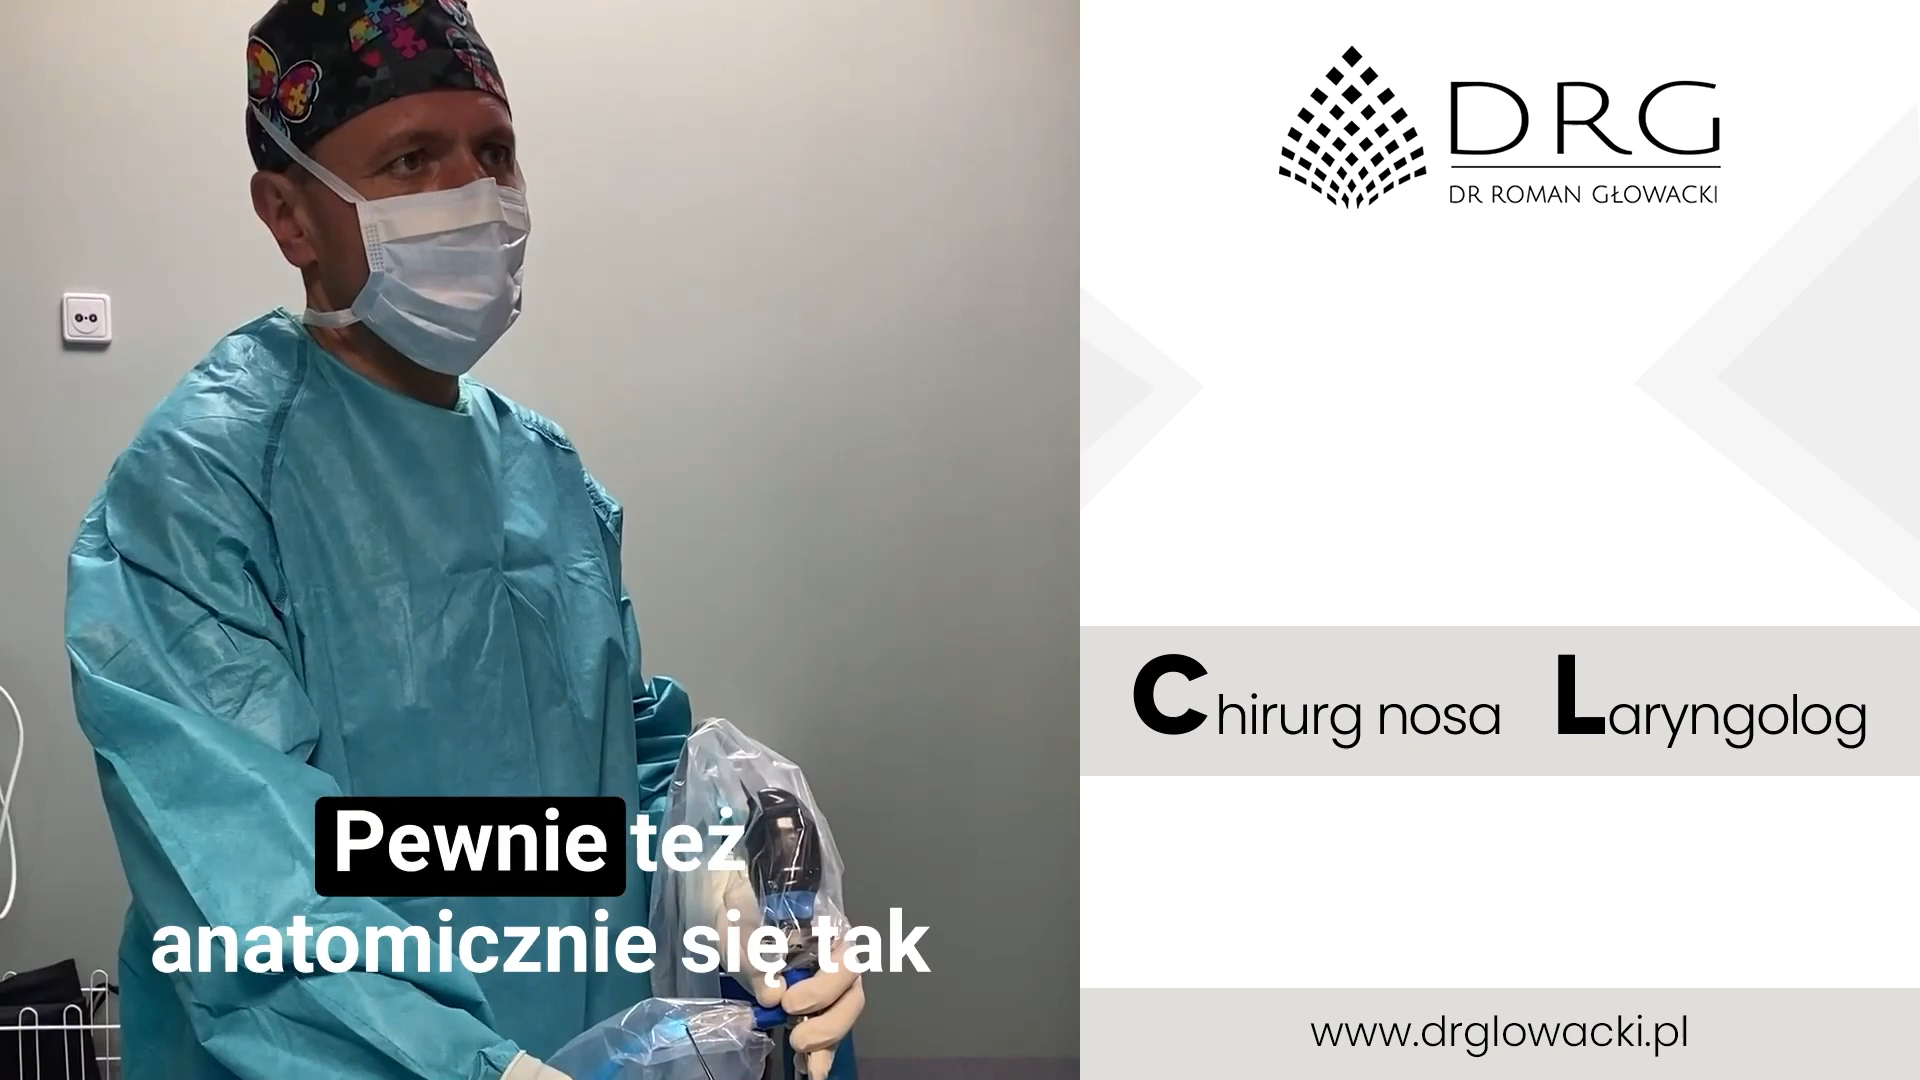 Pewnie też
anatomicznie się tak
DRG
DR ROMAN GŁOWACKI
Chirurg nosa Laryngolog
www.drglowacki.pl